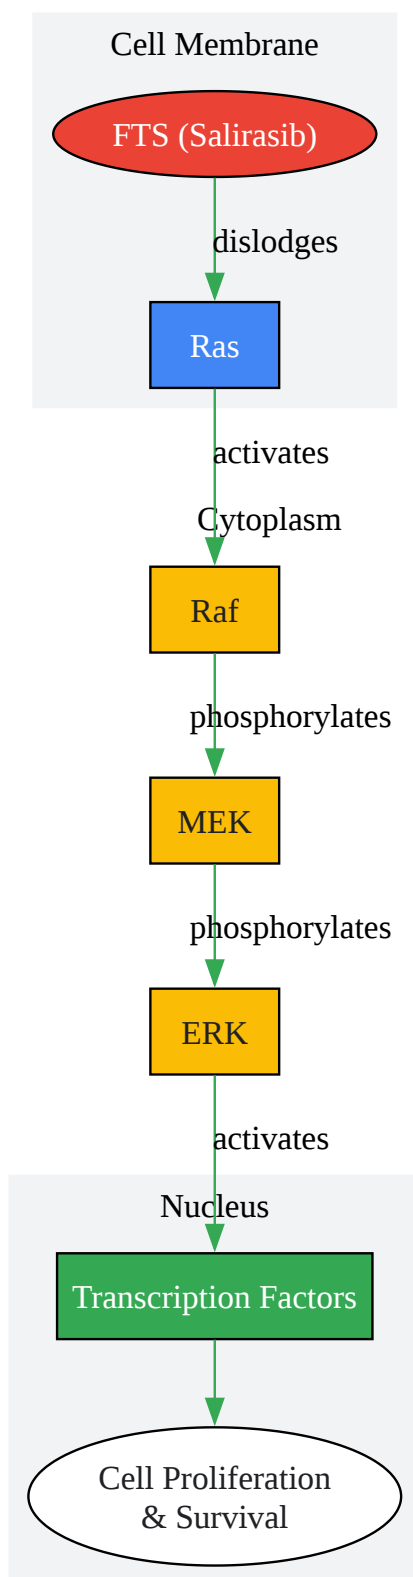 Cell Membrane
FTS (Salirasib)
dislodges
Ras
activates
Cytoplasm
Raf
phosphorylates
MEK
phosphorylates
ERK
activates
Nucleus
Transcription Factors
Cell Proliferation
& Survival